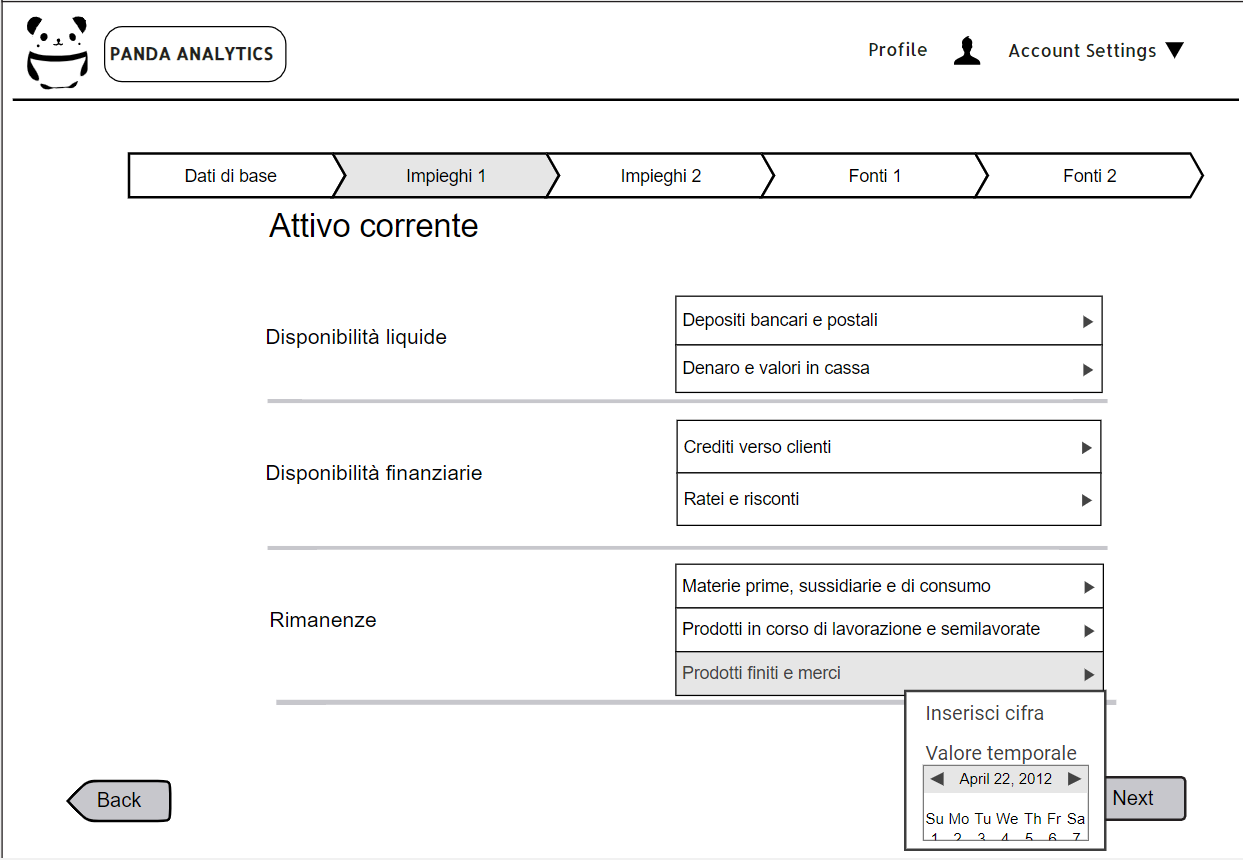 PANDA ANALYTICS
Profile
Account Settings
Dati di base
Impieghi 1
Impieghi 2
Fonti 1
Fonti 2
Attivo corrente
Disponibilità liquide
Depositi bancari e postali
Denaro e valori in cassa
Disponibilità finanziarie
Crediti verso clienti
Ratei e risconti
Rimanenze
Materie prime, sussidiarie e di consumo
Prodotti in corso di lavorazione e semilavorate
Prodotti finiti e merci
Inserisci cifra
Valore temporale
April 22, 2012
Su Mo Tu We Th Fr Sa
1 2 3 4 5 6 7
Back
Next